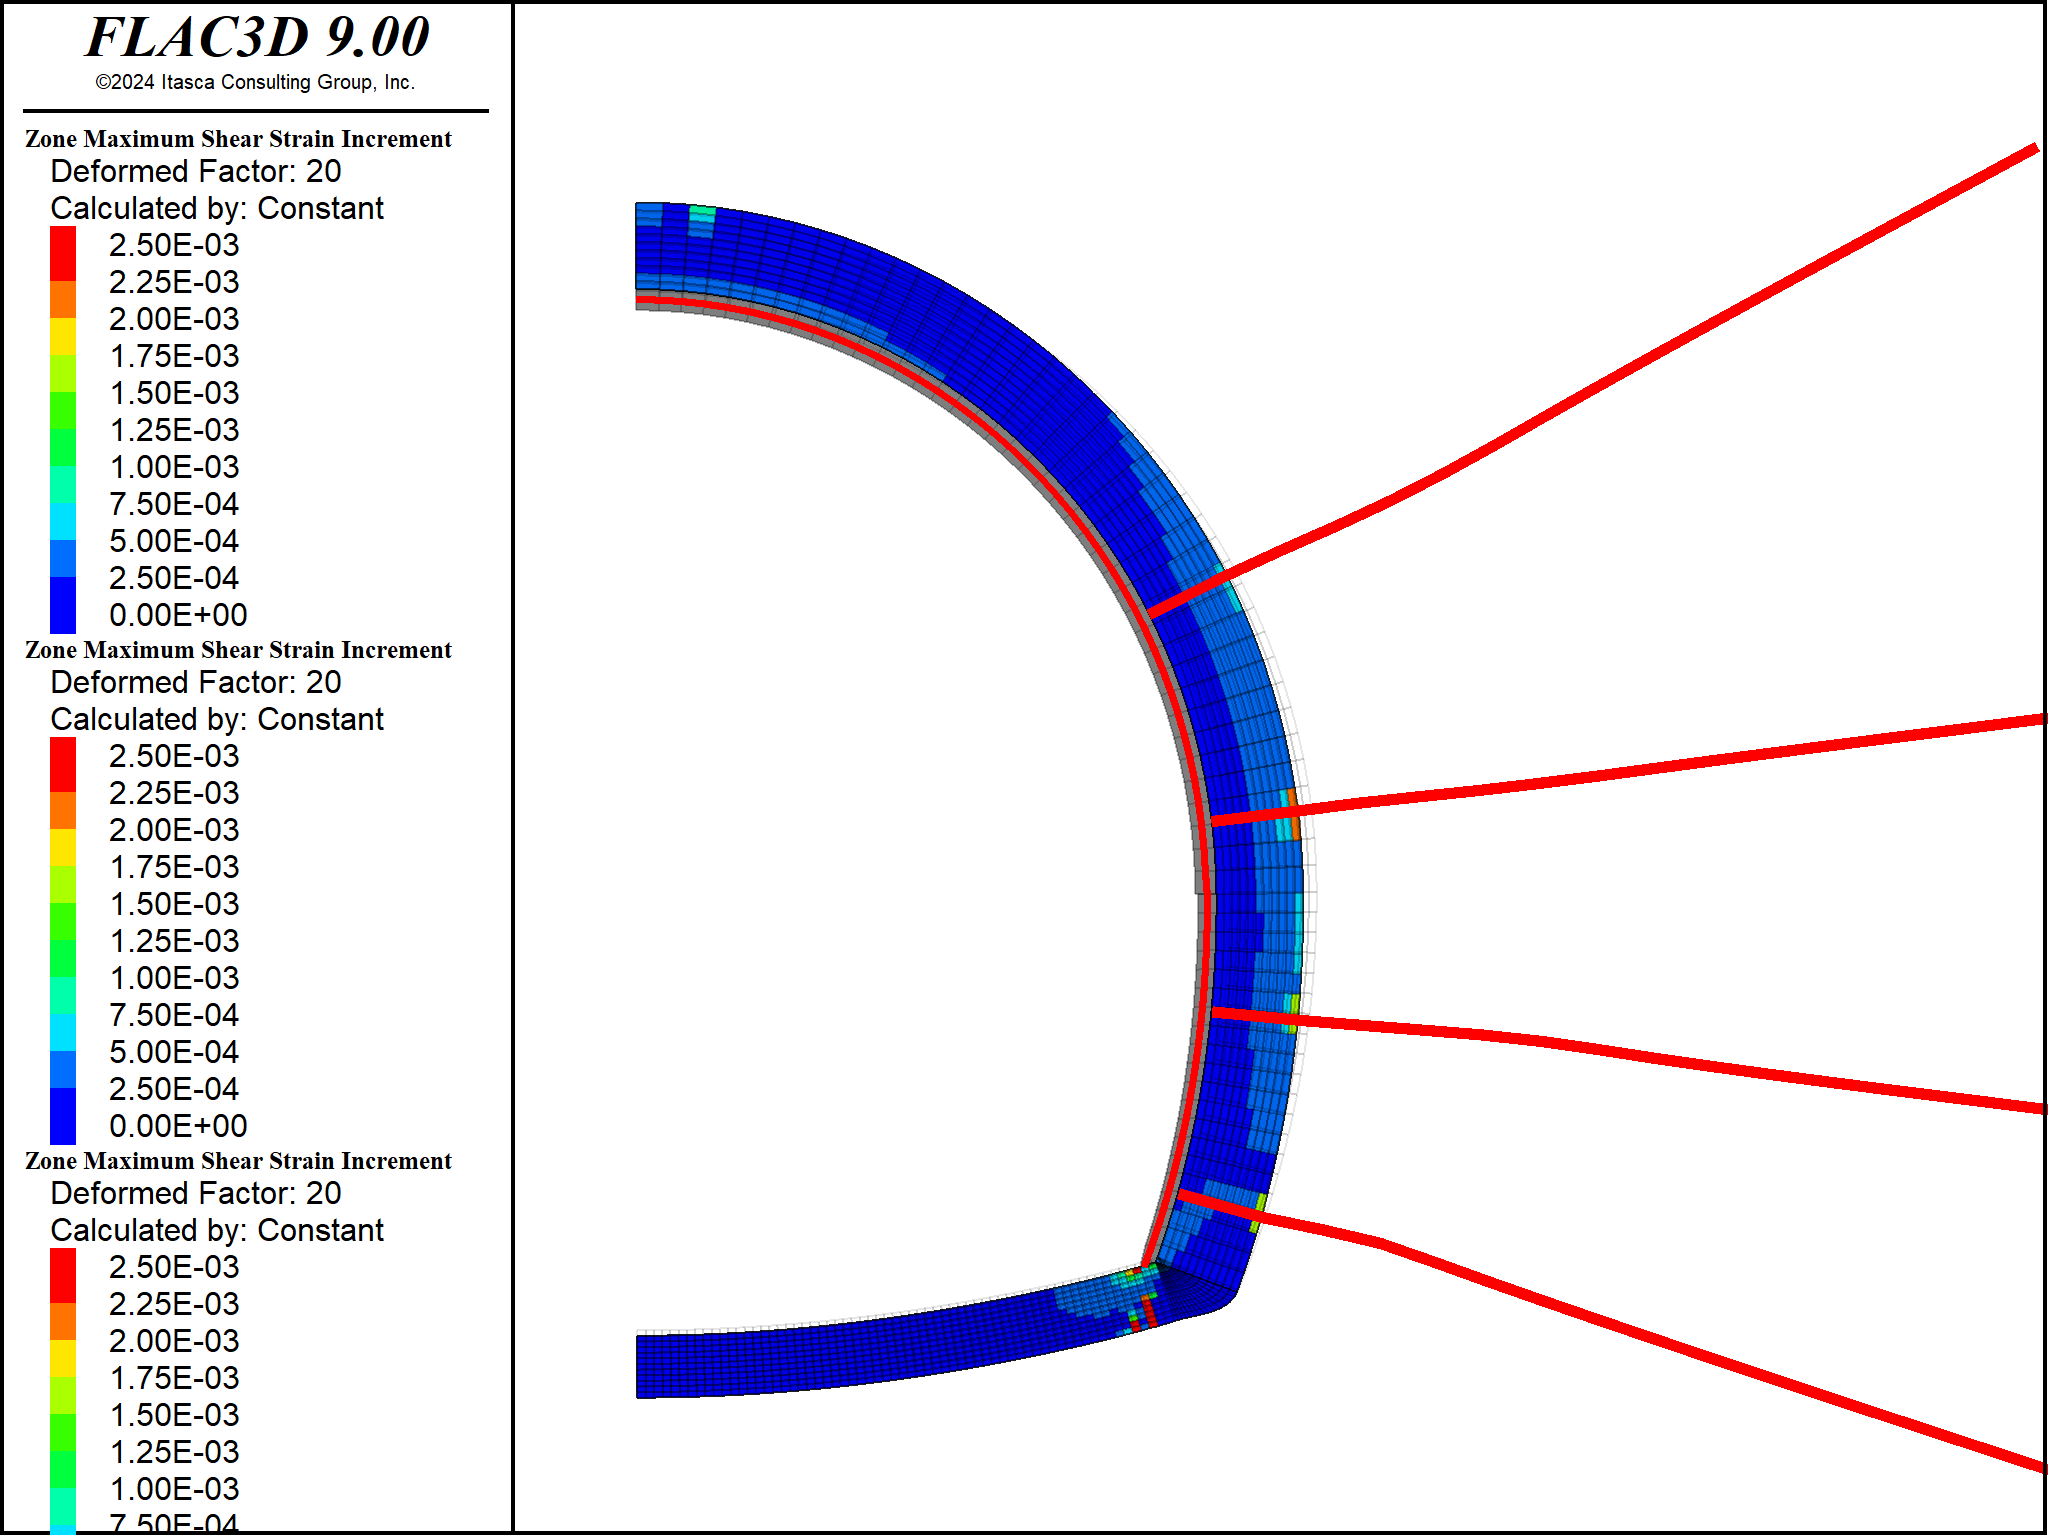 FLAC3D 9.00
©2024 Itasca Consulting Group, Inc.
Zone Maximum Shear Strain Increment
Deformed Factor: 20
Calculated by: Constant
2.50E-03
2.25E-03
2.00E-03
1.75E-03
1.50E-03
1.25E-03
1.00E-03
7.50E-04
5.00E-04
2.50E-04
0.00E+00
Zone Maximum Shear Strain Increment
Deformed Factor: 20
Calculated by: Constant
2.50E-03
2.25E-03
2.00E-03
1.75E-03
1.50E-03
1.25E-03
1.00E-03
7.50E-04
5.00E-04
2.50E-04
0.00E+00
Zone Maximum Shear Strain Increment
Deformed Factor: 20
Calculated by: Constant
2.50E-03
2.25E-03
2.00E-03
1.75E-03
1.50E-03
1.25E-03
1.00E-03
7.50E-04